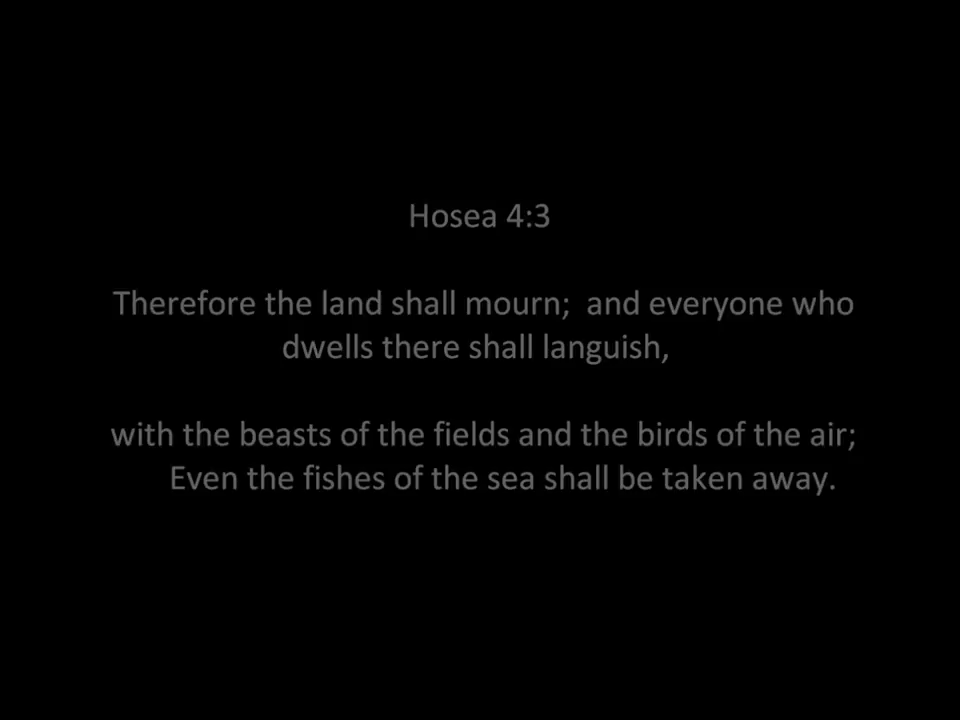 Hosea 4:3
Therefore the land shall mourn;  and everyone who
dwells there shall languish,
with the beasts of the fields and the birds of the air;
Even the fishes of the sea shall be taken away.